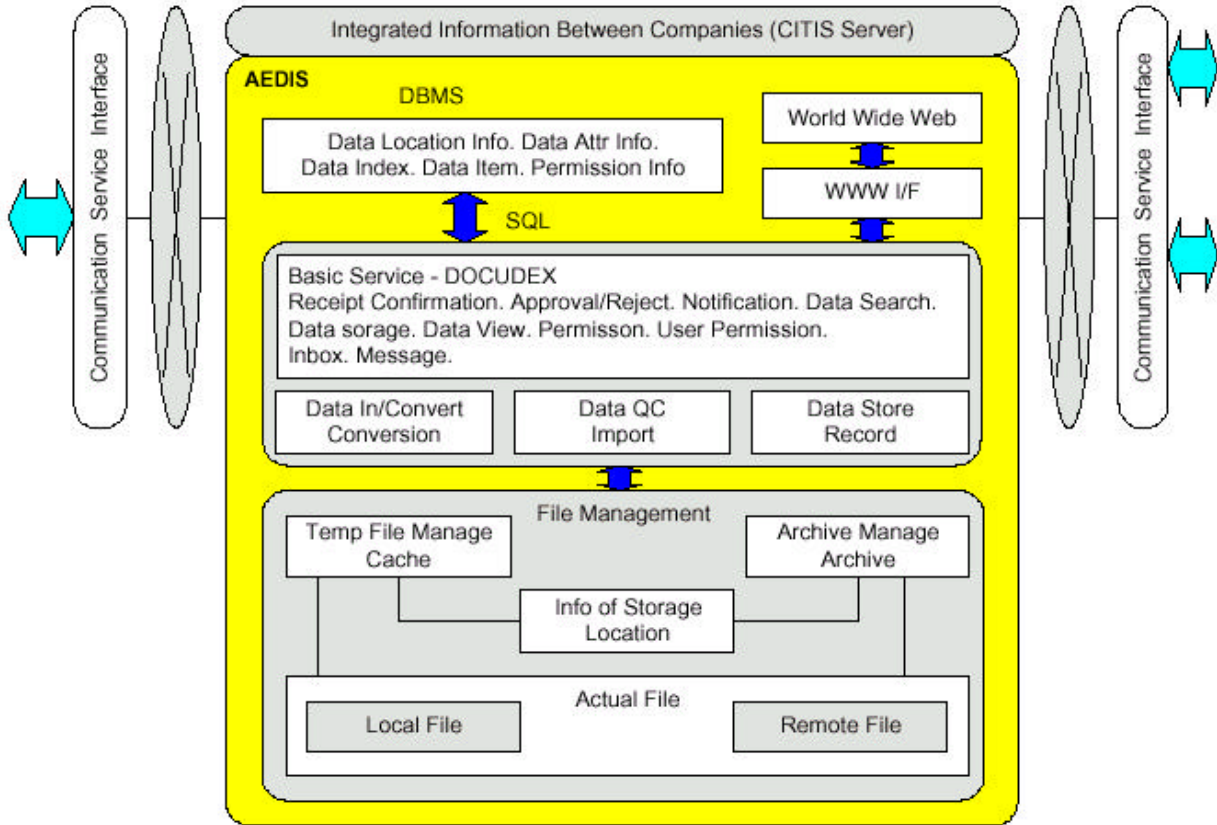 Integrated Information Between Companies (CITIS Server)
Communication Service Interface
AEDIS
DBMS
Data Location Info. Data Attr Info.
Data Index. Data Item. Permission Info
World Wide Web
WWW I/F
SQL
Basic Service - DOCUDEX
Receipt Confirmation. Approval/Reject. Notification. Data Search.
Data sorage. Data View. Permisson. User Permission.
Inbox. Message.
Data In/Convert
Conversion
Data QC
Import
Data Store
Record
File Management
Temp File Manage
Cache
Archive Manage
Archive
Info of Storage
Location
Actual File
Local File
Remote File
Communication Service Interface